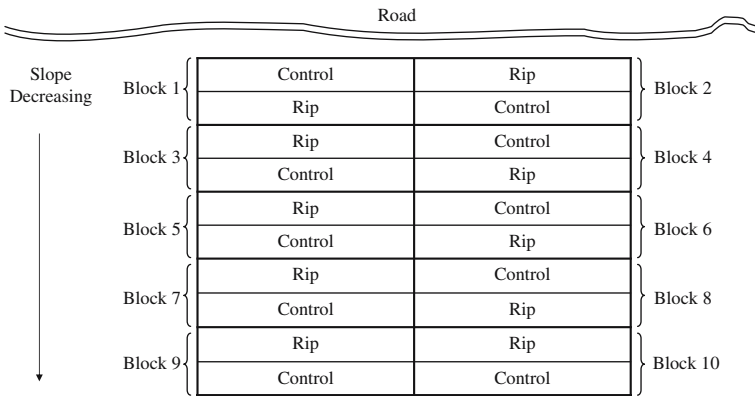 Road
Slope
Decreasing
Block 1
Control
Rip
Block 2
Rip
Control
Block 3
Rip
Control
Block 4
Control
Rip
Block 5
Rip
Control
Block 6
Control
Rip
Block 7
Rip
Control
Block 8
Control
Rip
Block 9
Rip
Rip
Block 10
Control
Control